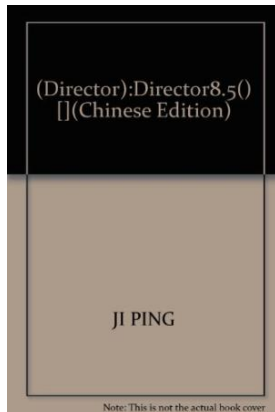 (Director):Director8.5()
[](Chinese Edition)
JI PING
Note: This is not the actual book cover